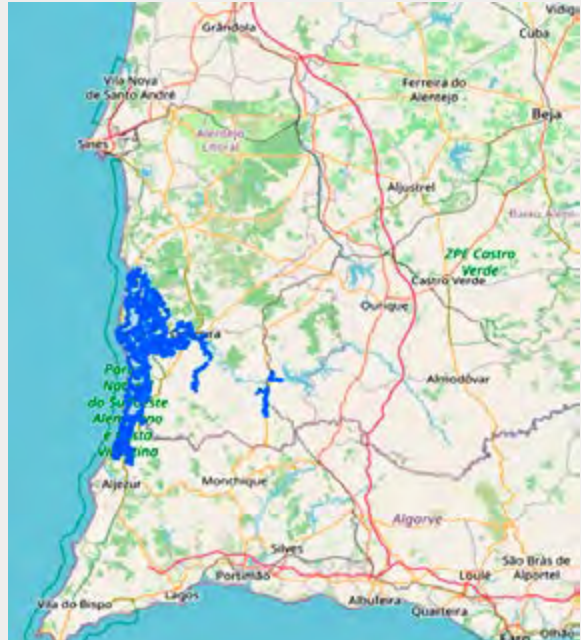 Grândola
Vidigu
Cuba
Vila Nova
de Santo André
Ferreira do
Alentejo
Beja
Alentejo
Litoral
Sines
Aljustrel
Baixo Alen
ZPE Castro
Verde
Castro Verde
Ourique
Almodôvar
Aljezur
Monchique
Algarve
Silves
São Brás de
Alportel
Portimão
Loulé
Lagos
Albufeira
Vila do Bispo
Quarteira
Olhão